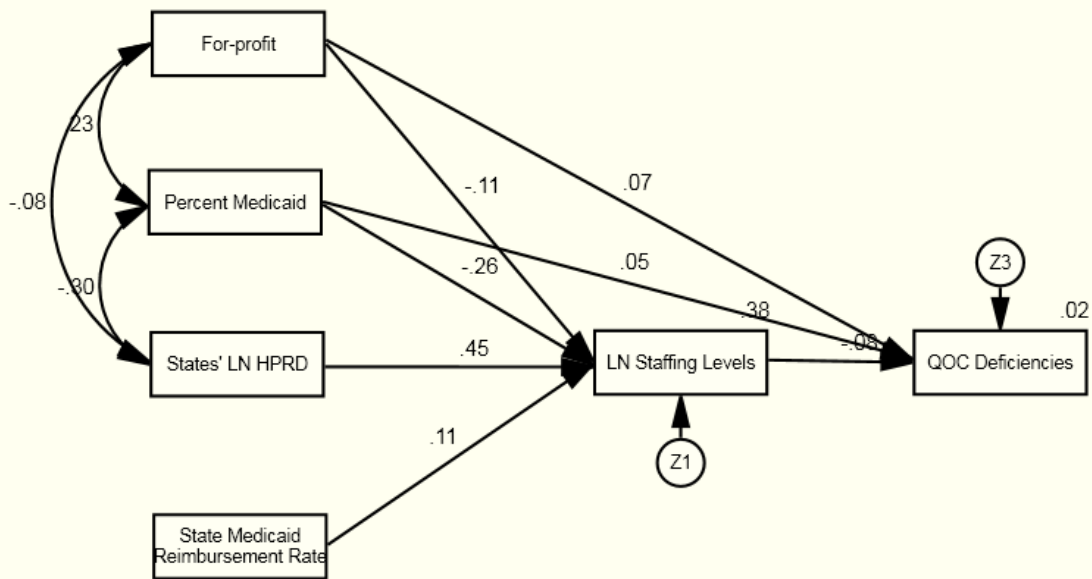 For-profit
.23
-.08
-.11
.07
Percent Medicaid
-.26
.05
Z3
-.30
.38
.02
States' LN HPRD
.45
LN Staffing Levels
-.08
QOC Deficiencies
.11
Z1
State Medicaid
Reimbursement Rate